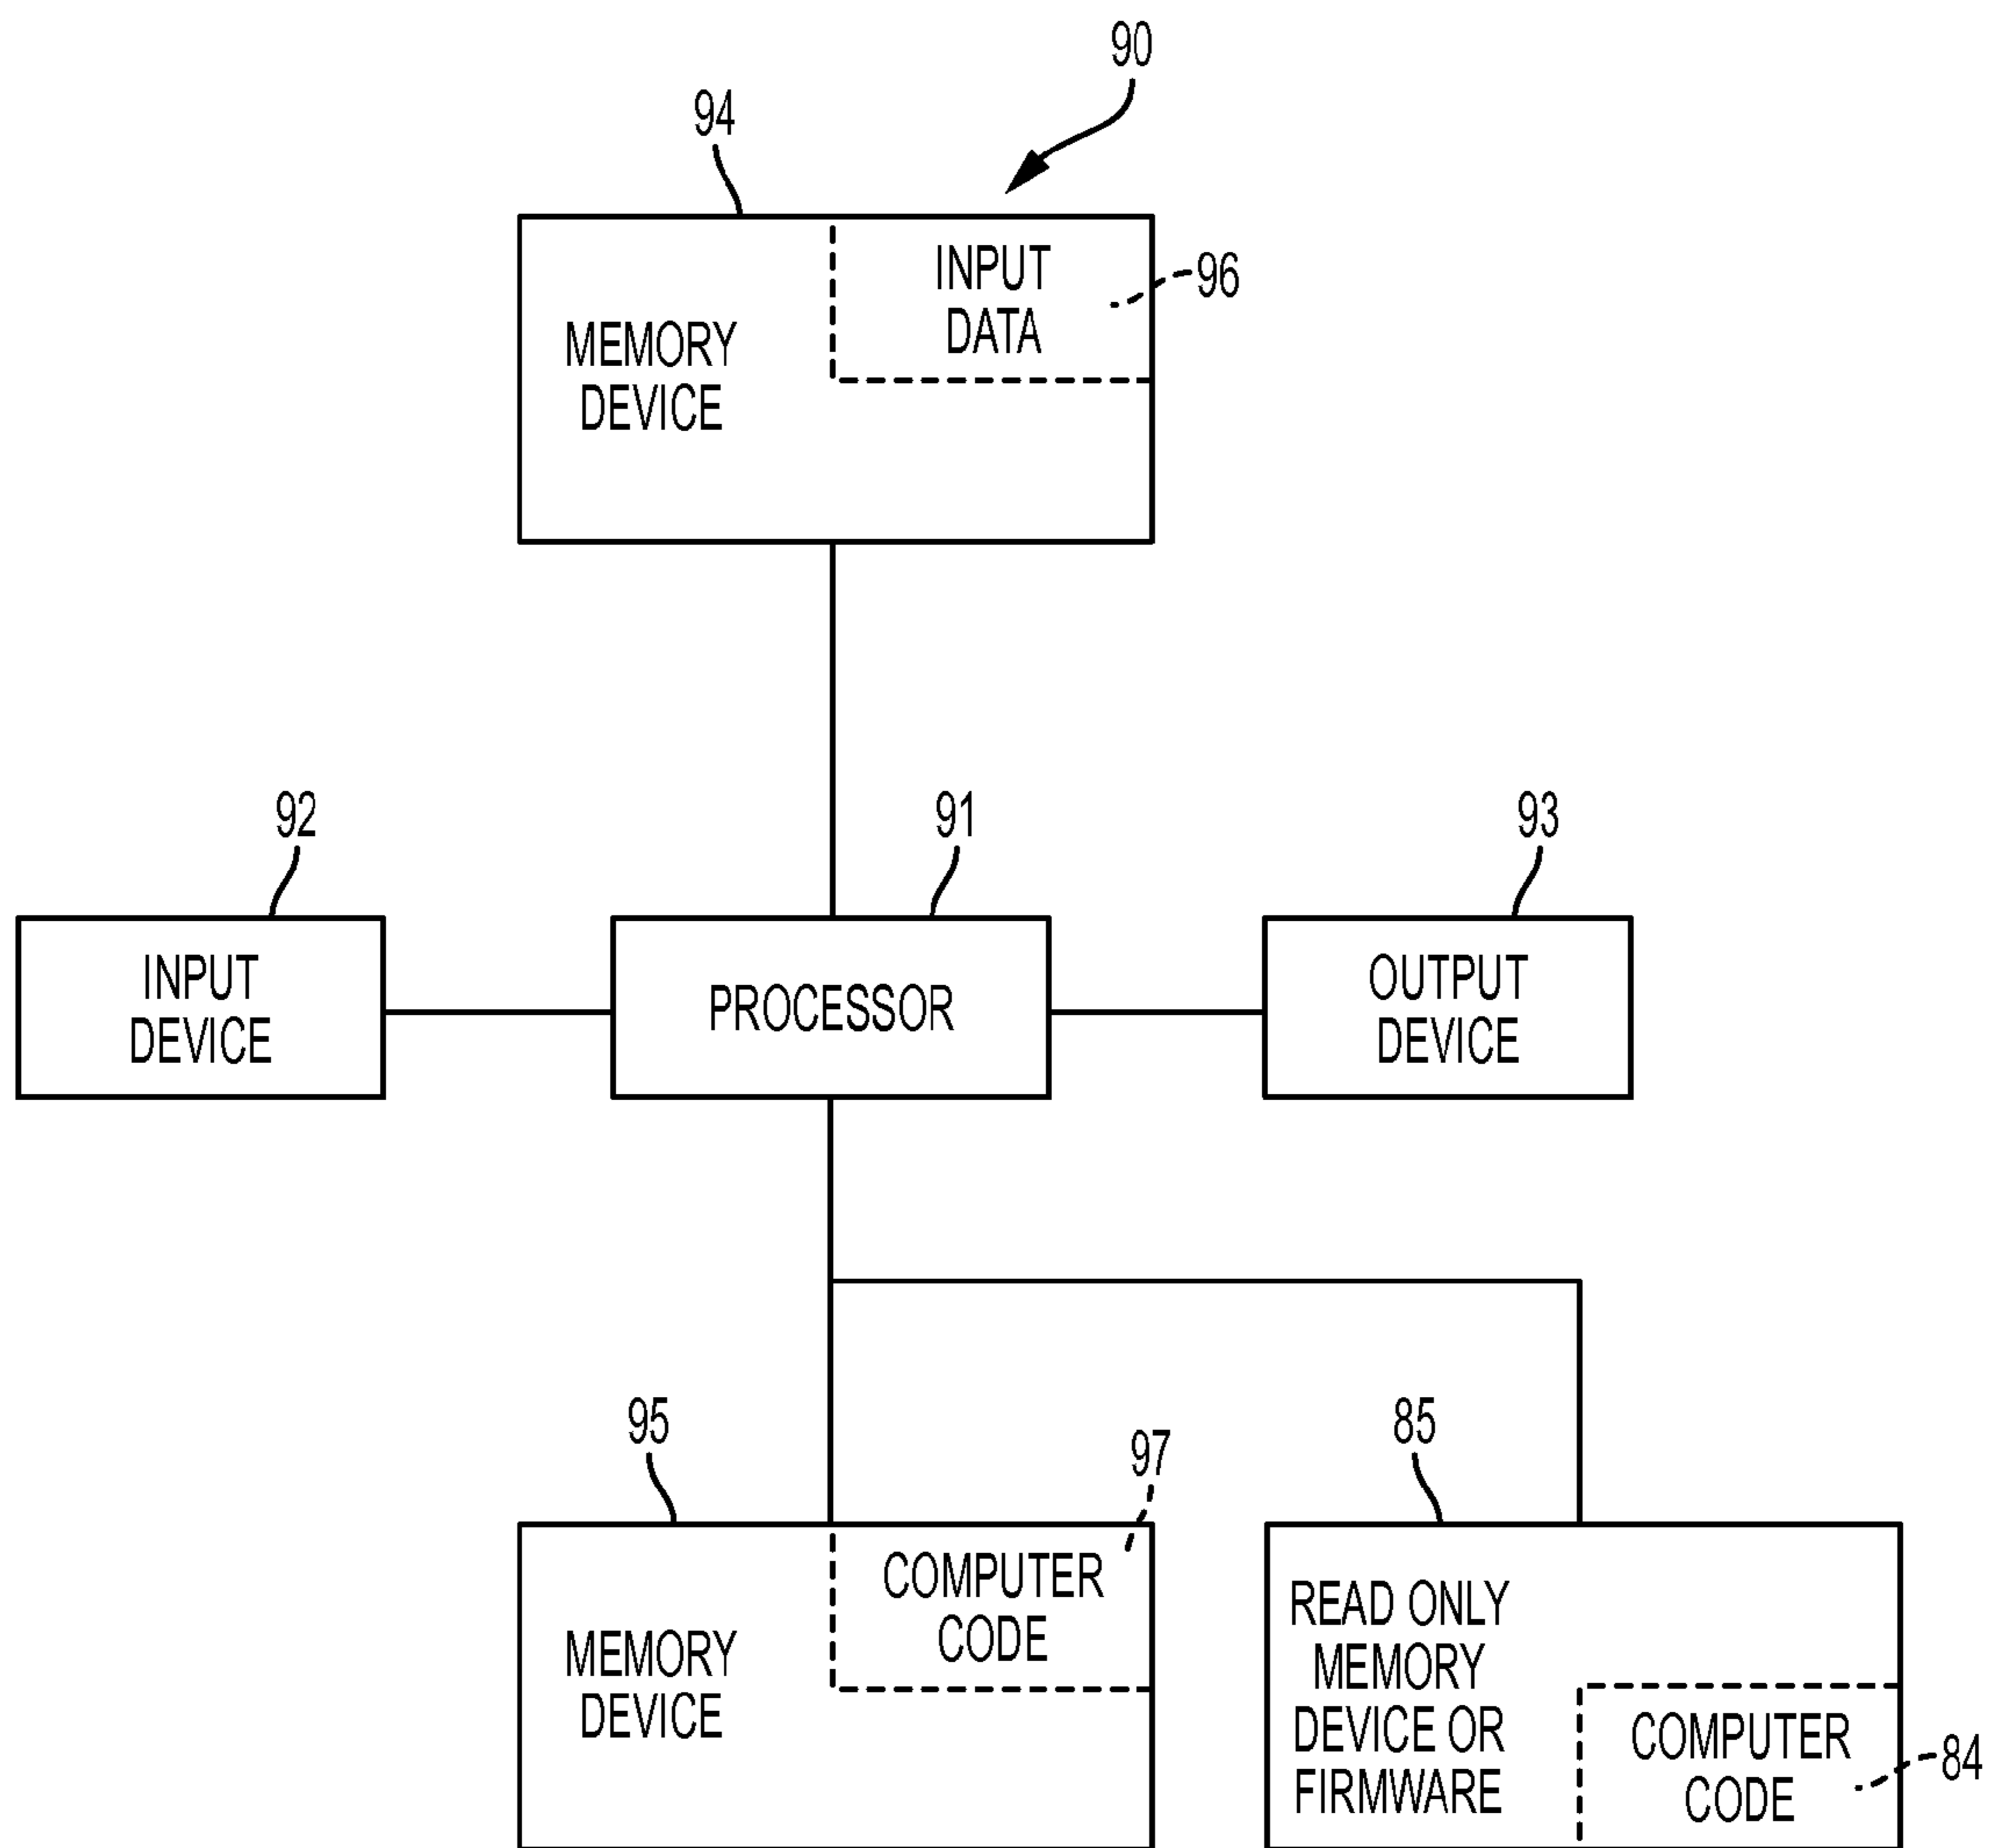 90
94
INPUT
DATA
96
MEMORY
DEVICE
92
91
93
INPUT
DEVICE
PROCESSOR
OUTPUT
DEVICE
95
97
85
COMPUTER
CODE
MEMORY
DEVICE
READ ONLY
MEMORY
DEVICE OR
FIRMWARE
COMPUTER
CODE
84